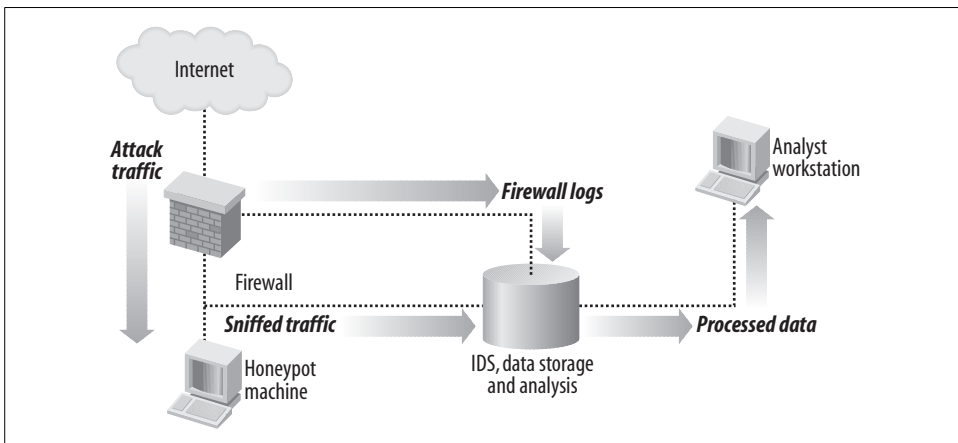 Internet
Attack
traffic
Firewall logs
Analyst
workstation
Firewall
Sniffed traffic
Processed data
Honeypot
machine
IDS, data storage
and analysis